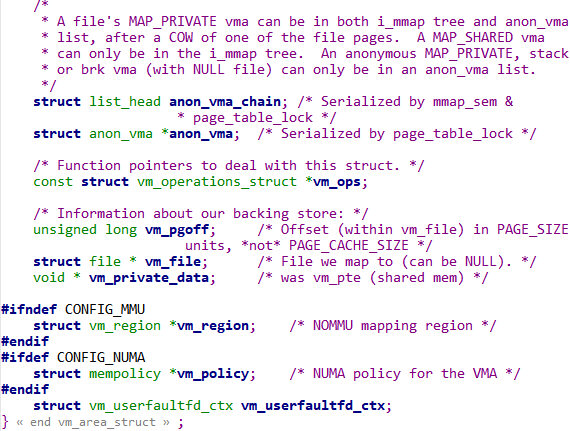 /*
 * A file's MAP_PRIVATE vma can be in both i_mmap tree and anon_vma
 * list, after a COW of one of the file pages.  A MAP_SHARED vma
 * can only be in the i_mmap tree.  An anonymous MAP_PRIVATE, stack
 * or brk vma (with NULL file) can only be in an anon_vma list.
 */
struct list_head anon_vma_chain; /* Serialized by mmap_sem &
 * page_table_lock */
struct anon_vma *anon_vma;  /* Serialized by page_table_lock */
/* Function pointers to deal with this struct. */
const struct vm_operations_struct *vm_ops;
/* Information about our backing store: */
unsigned long vm_pgoff;     /* Offset (within vm_file) in PAGE_SIZE
units, *not* PAGE_CACHE_SIZE */
struct file * vm_file;      /* File we map to (can be NULL). */
void * vm_private_data;     /* was vm_pte (shared mem) */
#ifndef CONFIG_MMU
struct vm_region *vm_region;    /* NOMMU mapping region */
#endif
#ifdef CONFIG_NUMA
struct mempolicy *vm_policy;    /* NUMA policy for the VMA */
#endif
struct vm_userfaultfd_ctx vm_userfaultfd_ctx;
} « end vm_area_struct » ;